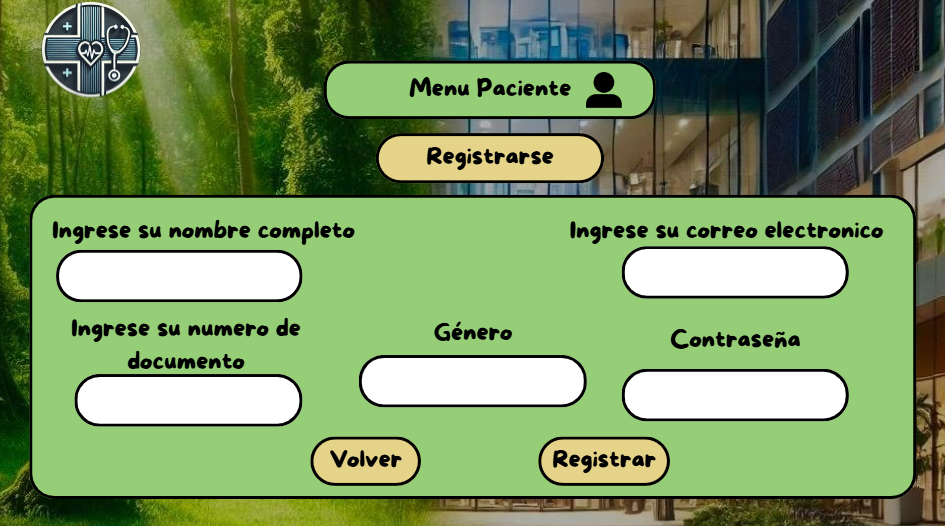 Menu Paciente
Registrarse
Ingrese su nombre completo
Ingrese su correo electronico
Ingrese su numero de
documento
Género
Contraseña
Volver
Registrar